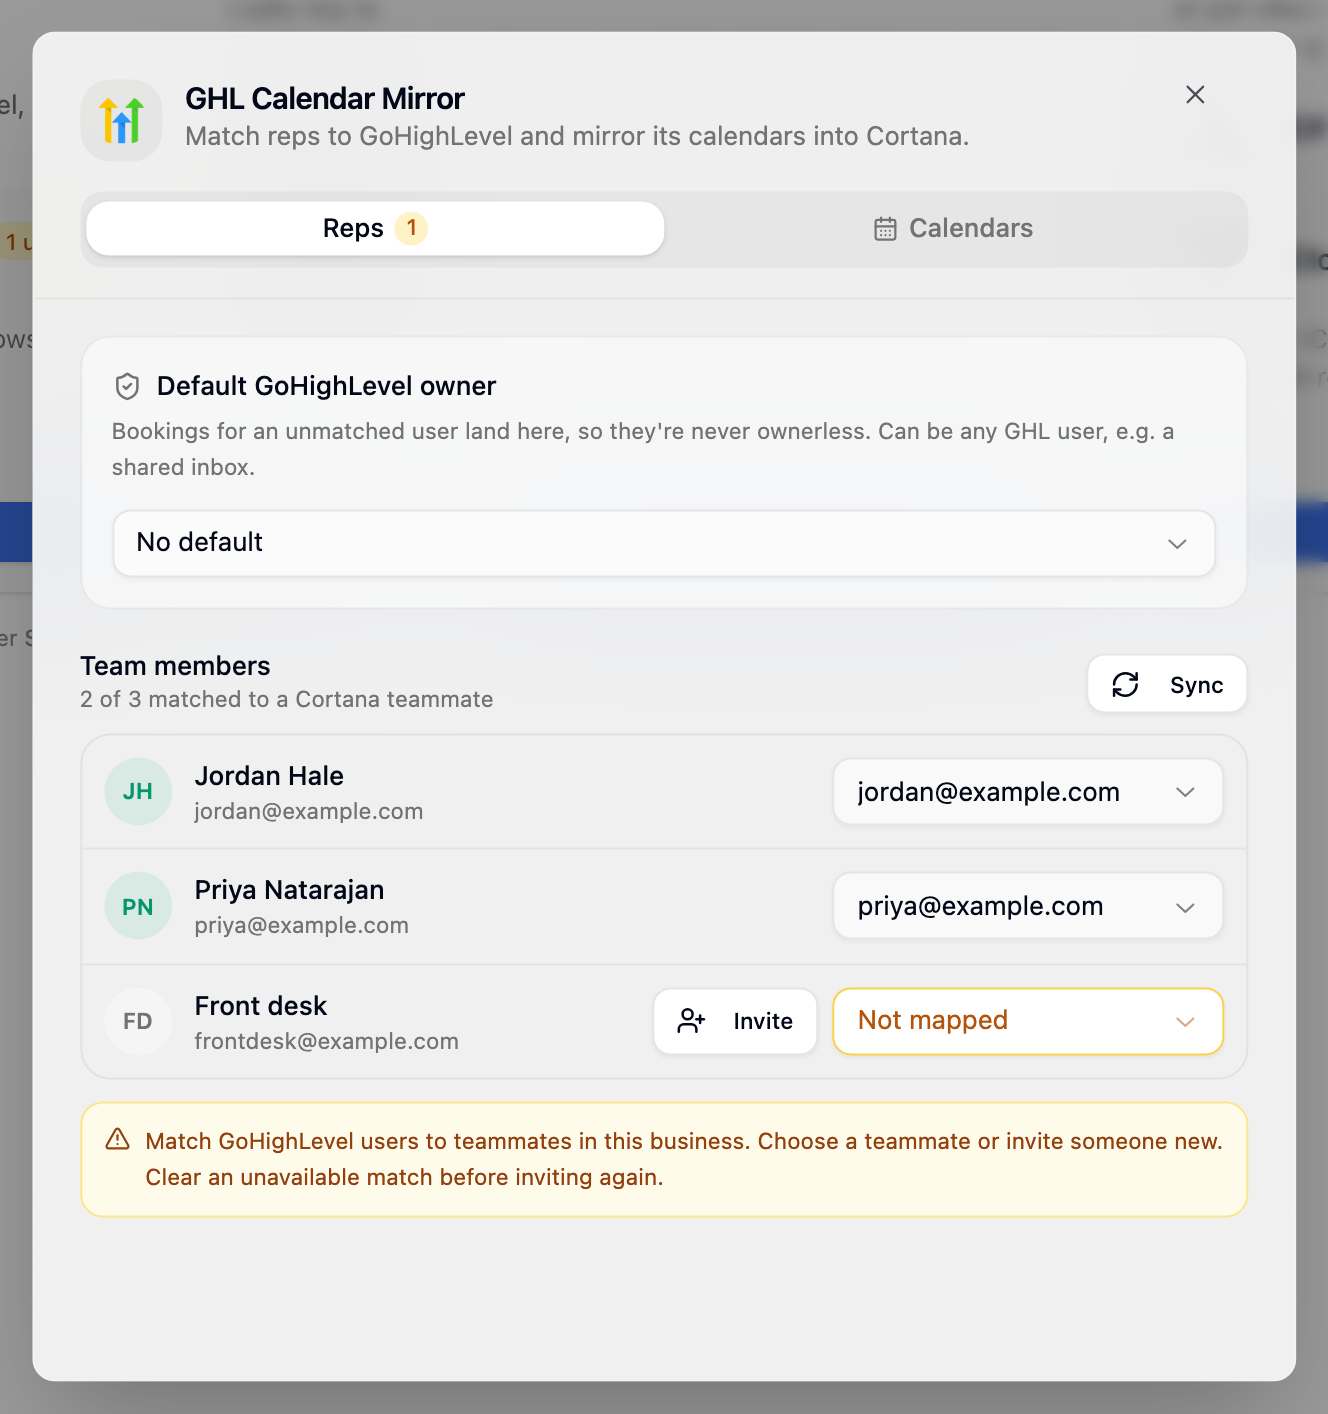 GHL Calendar Mirror
Match reps to GoHighLevel and mirror its calendars into Cortana.
Reps 1
Calendars
Default GoHighLevel owner
Bookings for an unmatched user land here, so they're never ownerless. Can be any GHL user, e.g. a
shared inbox.
No default
Team members
2 of 3 matched to a Cortana teammate
Sync
JH
Jordan Hale
jordan@example.com
jordan@example.com
PN
Priya Natarajan
priya@example.com
priya@example.com
FD
Front desk
frontdesk@example.com
Invite
Not mapped
Match GoHighLevel users to teammates in this business. Choose a teammate or invite someone new.
Clear an unavailable match before inviting again.